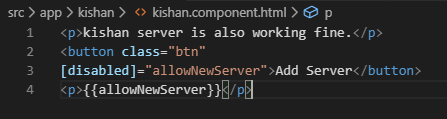 src > app > kishan > kishan.component.html > p
1 <p>kishan server is also working fine.</p>
2 <button class="btn"
3 [disabled]="allowNewServer">Add Server</button>
4 <p>{{allowNewServer}}</p>